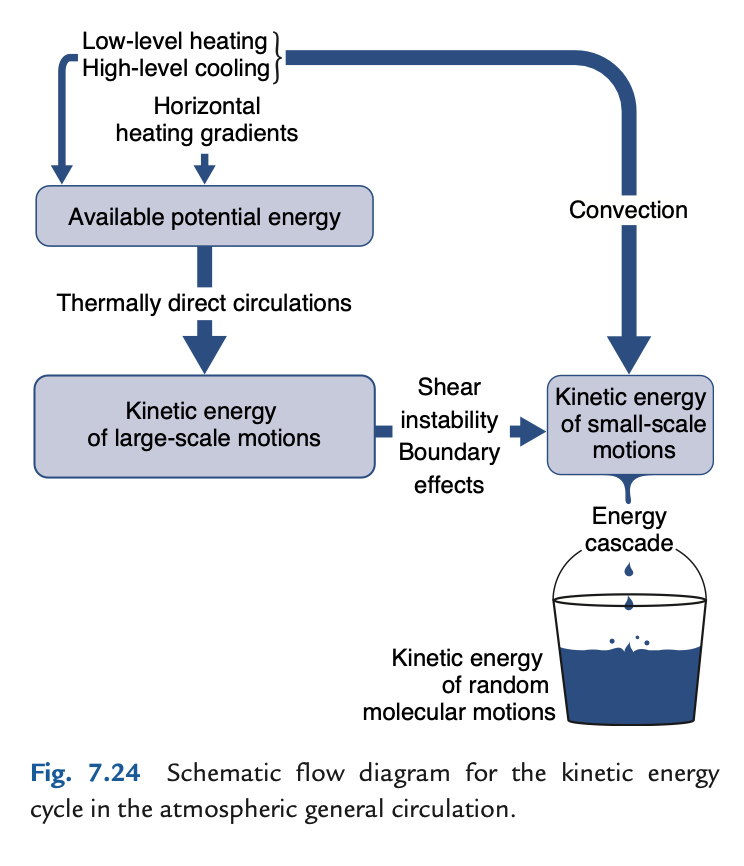 Low-level heating
High-level cooling
Horizontal
heating gradients
Convection
Available potential energy
Thermally direct circulations
Kinetic energy
of large-scale motions
Shear
instability
Boundary
effects
Kinetic energy
of small-scale
motions
Energy
cascade
Kinetic energy
of random
molecular motions
Fig. 7.24 Schematic flow diagram for the kinetic energy
cycle in the atmospheric general circulation.